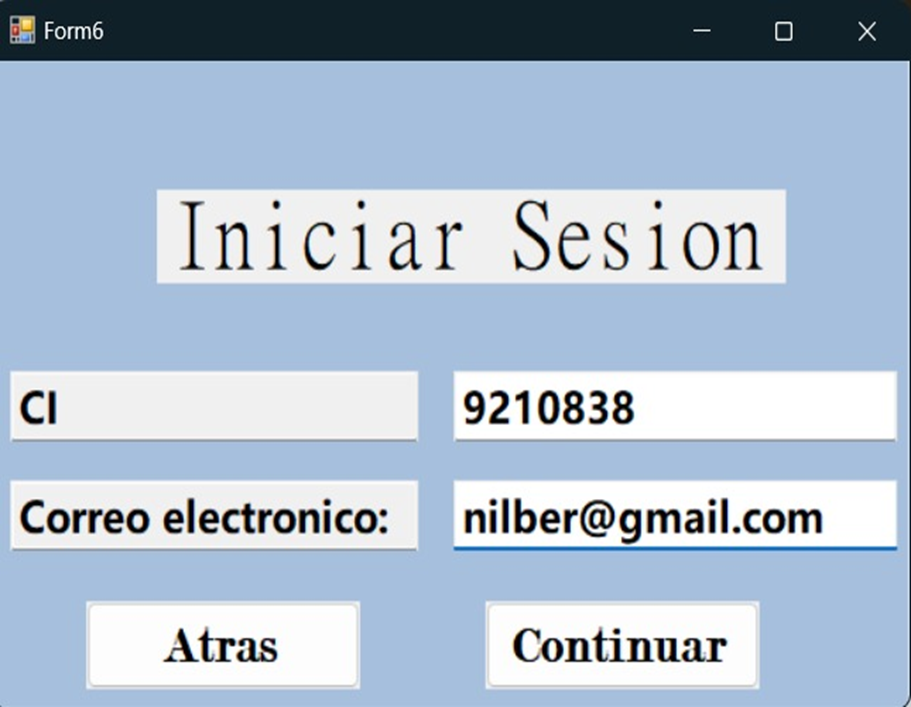 Form6
Iniciar Sesion
CI 9210838
Correo electronico: nilber@gmail.com
Atras Continuar